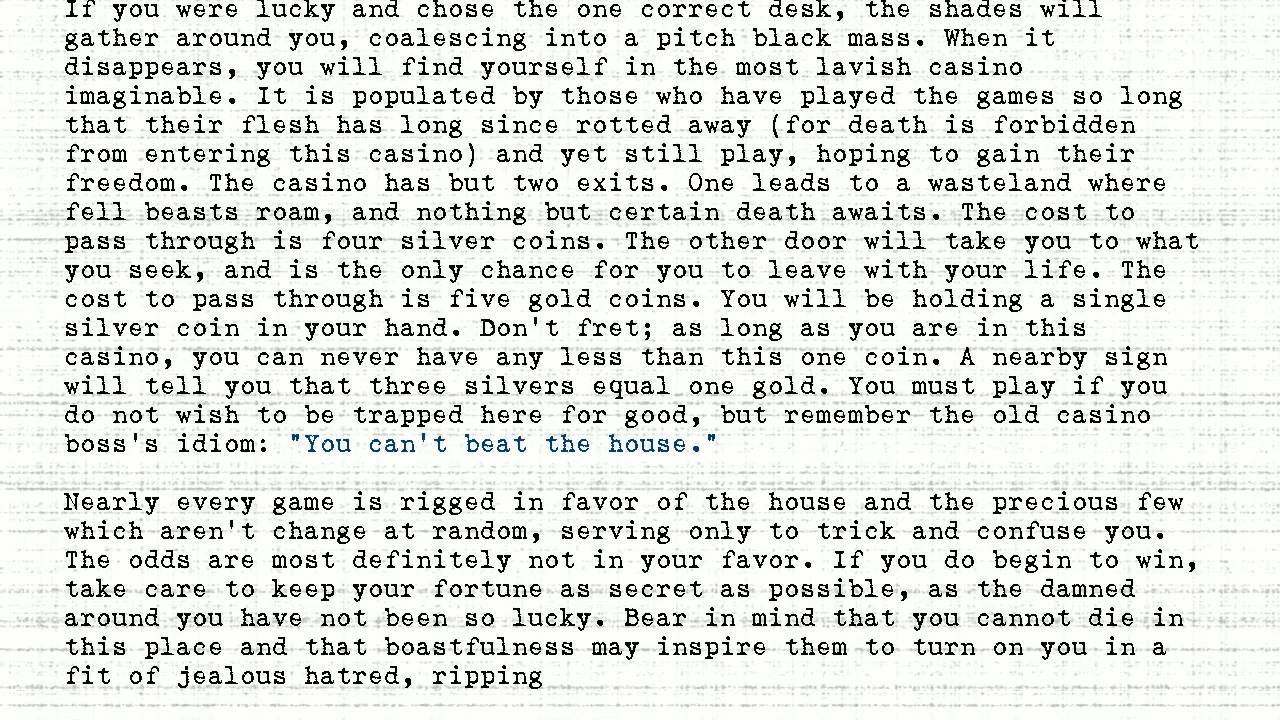 If you were lucky and chose the one correct desk, the shades will
gather around you, coalescing into a pitch black mass. When it
disappears, you will find yourself in the most lavish casino
imaginable. It is populated by those who have played the games so long
that their flesh has long since rotted away (for death is forbidden
from entering this casino) and yet still play, hoping to gain their
freedom. The casino has but two exits. One leads to a wasteland where
fell beasts roam, and nothing but certain death awaits. The cost to
pass through is four silver coins. The other door will take you to what
you seek, and is the only chance for you to leave with your life. The
cost to pass through is five gold coins. You will be holding a single
silver coin in your hand. Don't fret; as long as you are in this
casino, you can never have any less than this one coin. A nearby sign
will tell you that three silvers equal one gold. You must play if you
do not wish to be trapped here for good, but remember the old casino
boss's idiom: "You can't beat the house."
Nearly every game is rigged in favor of the house and the precious few
which aren't change at random, serving only to trick and confuse you.
The odds are most definitely not in your favor. If you do begin to win,
take care to keep your fortune as secret as possible, as the damned
around you have not been so lucky. Bear in mind that you cannot die in
this place and that boastfulness may inspire them to turn on you in a
fit of jealous hatred, ripping